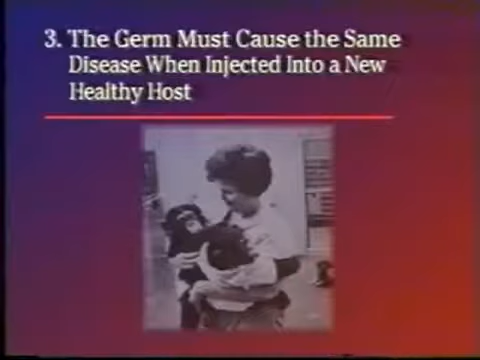 3. The Germ Must Cause the Same
Disease When Injected Into a New
Healthy Host